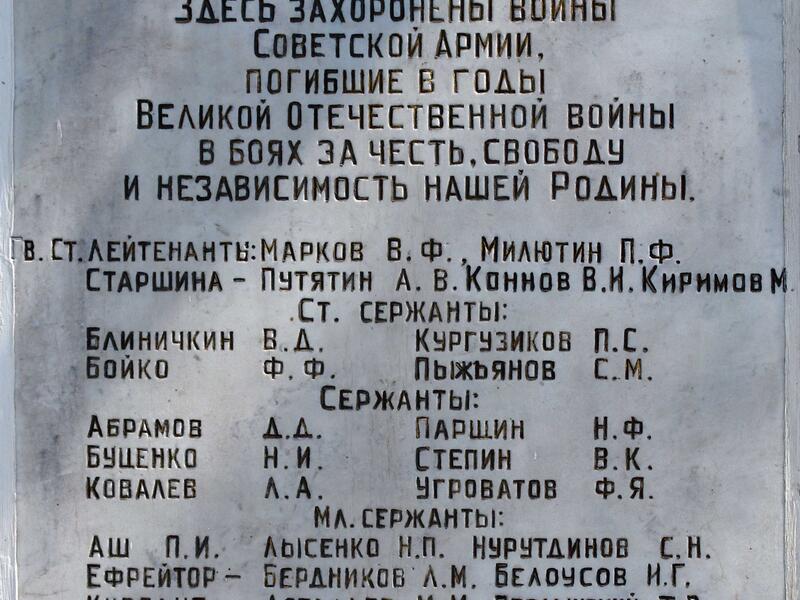 Здесь захоронены воины
Советской Армии,
погибшие в годы
Великой Отечественной войны
в боях за честь, свободу
и независимость нашей Родины.
Гв. ст. лейтенанты: Марков В.Ф., Милютин П.Ф.
Старшина – Путятин А.В. Коннов В.И. Киримов М
Ст. сержанты:
Блиничкин В.Д. Кургузиков П.С.
Бойко Ф.Ф. Пыжьянов С.М.
Сержанты:
Абрамов Д.Д. Паршин Н.Ф.
Буценко Н.И. Степин В.К.
Ковалев Л.А. Угроватов Ф.Я.
Мл. сержанты:
Аш П.И. Лысенко Н.П. Нурутдинов С.Н.
Ефрейтор – Бердников Л.М. Белоусов И.Г.